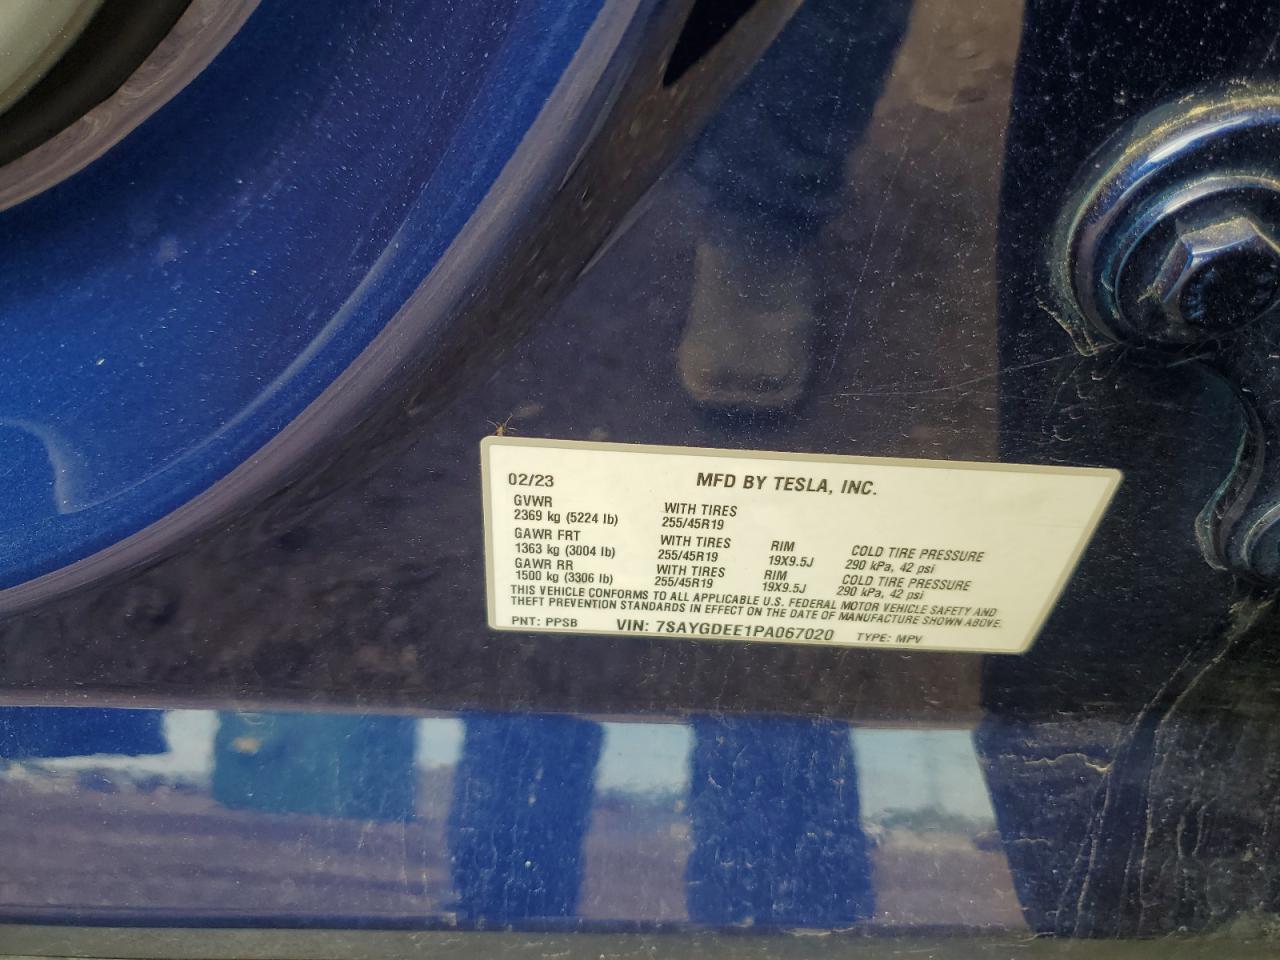 02/23 MFD BY TESLA, INC.
GVWR WITH TIRES
2369 kg (5224 lb) 255/45R19
GAWR FRT WITH TIRES RIM COLD TIRE PRESSURE
1363 kg (3004 lb) 255/45R19 19X9.5J 290 kPa, 42 psi
GAWR RR WITH TIRES RIM COLD TIRE PRESSURE
1500 kg (3306 lb) 255/45R19 19X9.5J 290 kPa, 42 psi
THIS VEHICLE CONFORMS TO ALL APPLICABLE U.S. FEDERAL MOTOR VEHICLE SAFETY AND
THEFT PREVENTION STANDARDS IN EFFECT ON THE DATE OF MANUFACTURE SHOWN ABOVE.
PNT: PPSB VIN: 7SAYGDEE1PA067020 TYPE: MPV